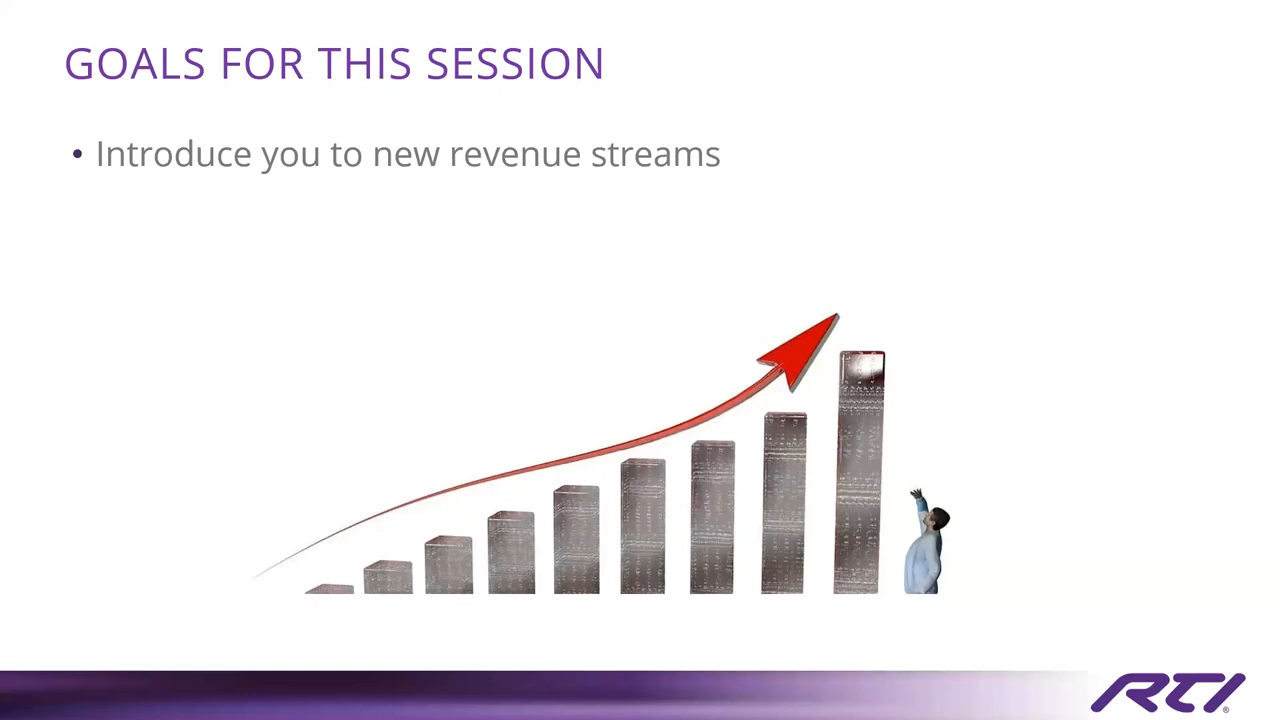 GOALS FOR THIS SESSION
• Introduce you to new revenue streams
RTI®